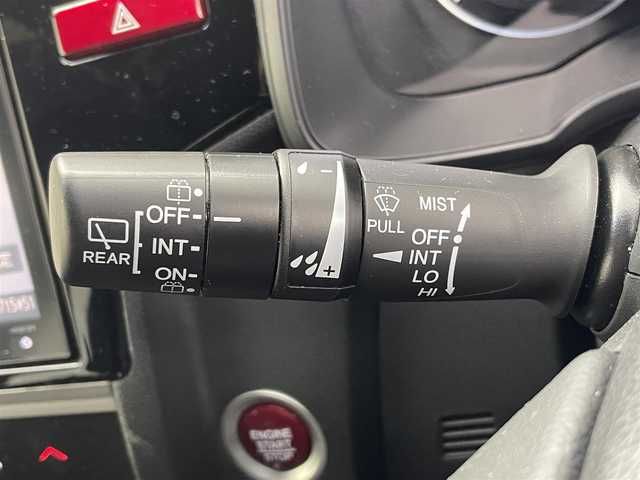 OFF
INT
ON
REAR
- 
+
PULL
MIST
OFF
INT
LO
HI
ENGINE
START
STOP